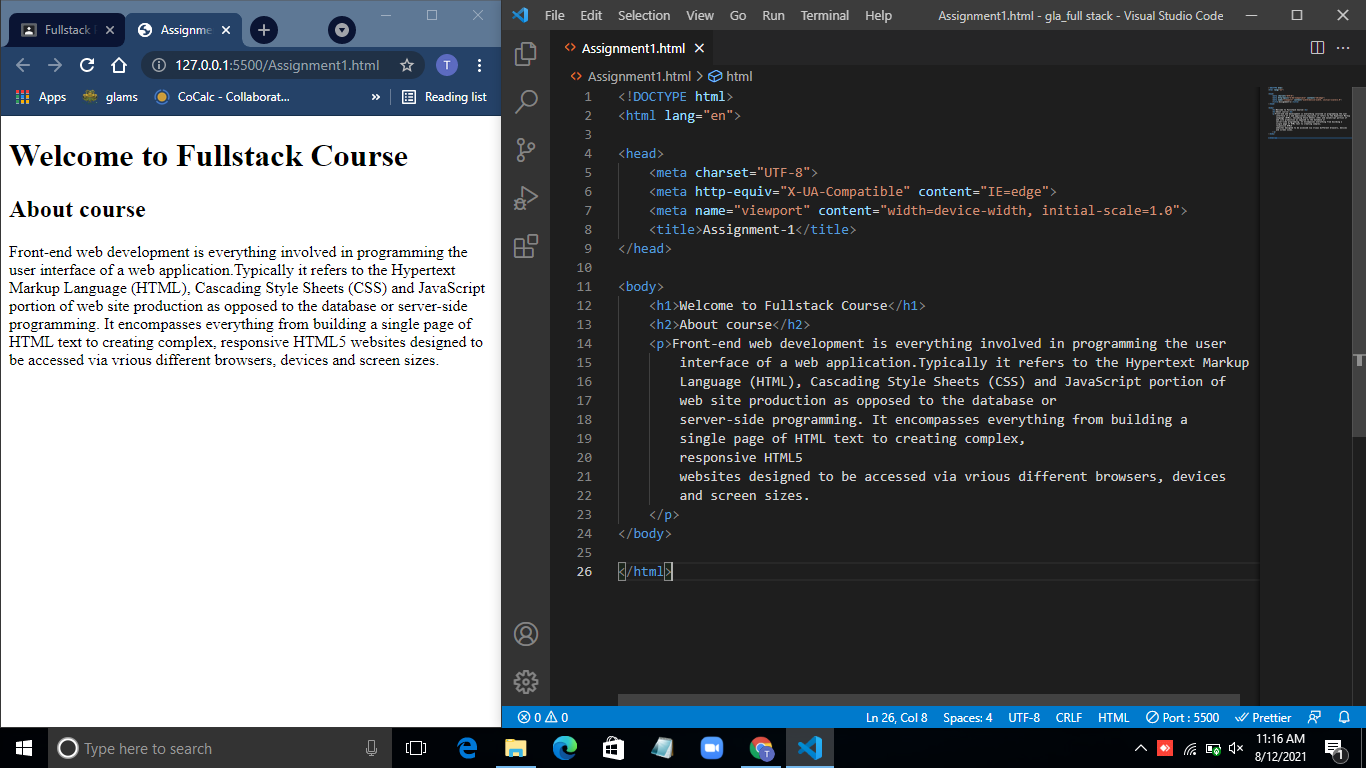 Fullstack
Assignme
127.0.0.1:5500/Assignment1.html
T
Apps
glams
CoCalc - Collaborat...
»
Reading list
Welcome to Fullstack Course
About course
Front-end web development is everything involved in programming the
user interface of a web application.Typically it refers to the Hypertext
Markup Language (HTML), Cascading Style Sheets (CSS) and JavaScript
portion of web site production as opposed to the database or server-side
programming. It encompasses everything from building a single page of
HTML text to creating complex, responsive HTML5 websites designed to
be accessed via vrious different browsers, devices and screen sizes.
File Edit Selection View Go Run Terminal Help
Assignment1.html - gla_full stack - Visual Studio Code
Assignment1.html
Assignment1.html > html
1 <!DOCTYPE html>
2 <html lang="en">
3
4 <head>
5 <meta charset="UTF-8">
6 <meta http-equiv="X-UA-Compatible" content="IE=edge">
7 <meta name="viewport" content="width=device-width, initial-scale=1.0">
8 <title>Assignment-1</title>
9 </head>
10
11 <body>
12 <h1>Welcome to Fullstack Course</h1>
13 <h2>About course</h2>
14 <p>Front-end web development is everything involved in programming the user
15 interface of a web application.Typically it refers to the Hypertext Markup
16 Language (HTML), Cascading Style Sheets (CSS) and JavaScript portion of
17 web site production as opposed to the database or
18 server-side programming. It encompasses everything from building a
19 single page of HTML text to creating complex,
20 responsive HTML5
21 websites designed to be accessed via vrious different browsers, devices
22 and screen sizes.
23 </p>
24 </body>
25
26 </html>
0 0
Ln 26, Col 8 Spaces: 4 UTF-8 CRLF HTML Port : 5500 Prettier
Type here to search
T
11:16 AM
8/12/2021
1